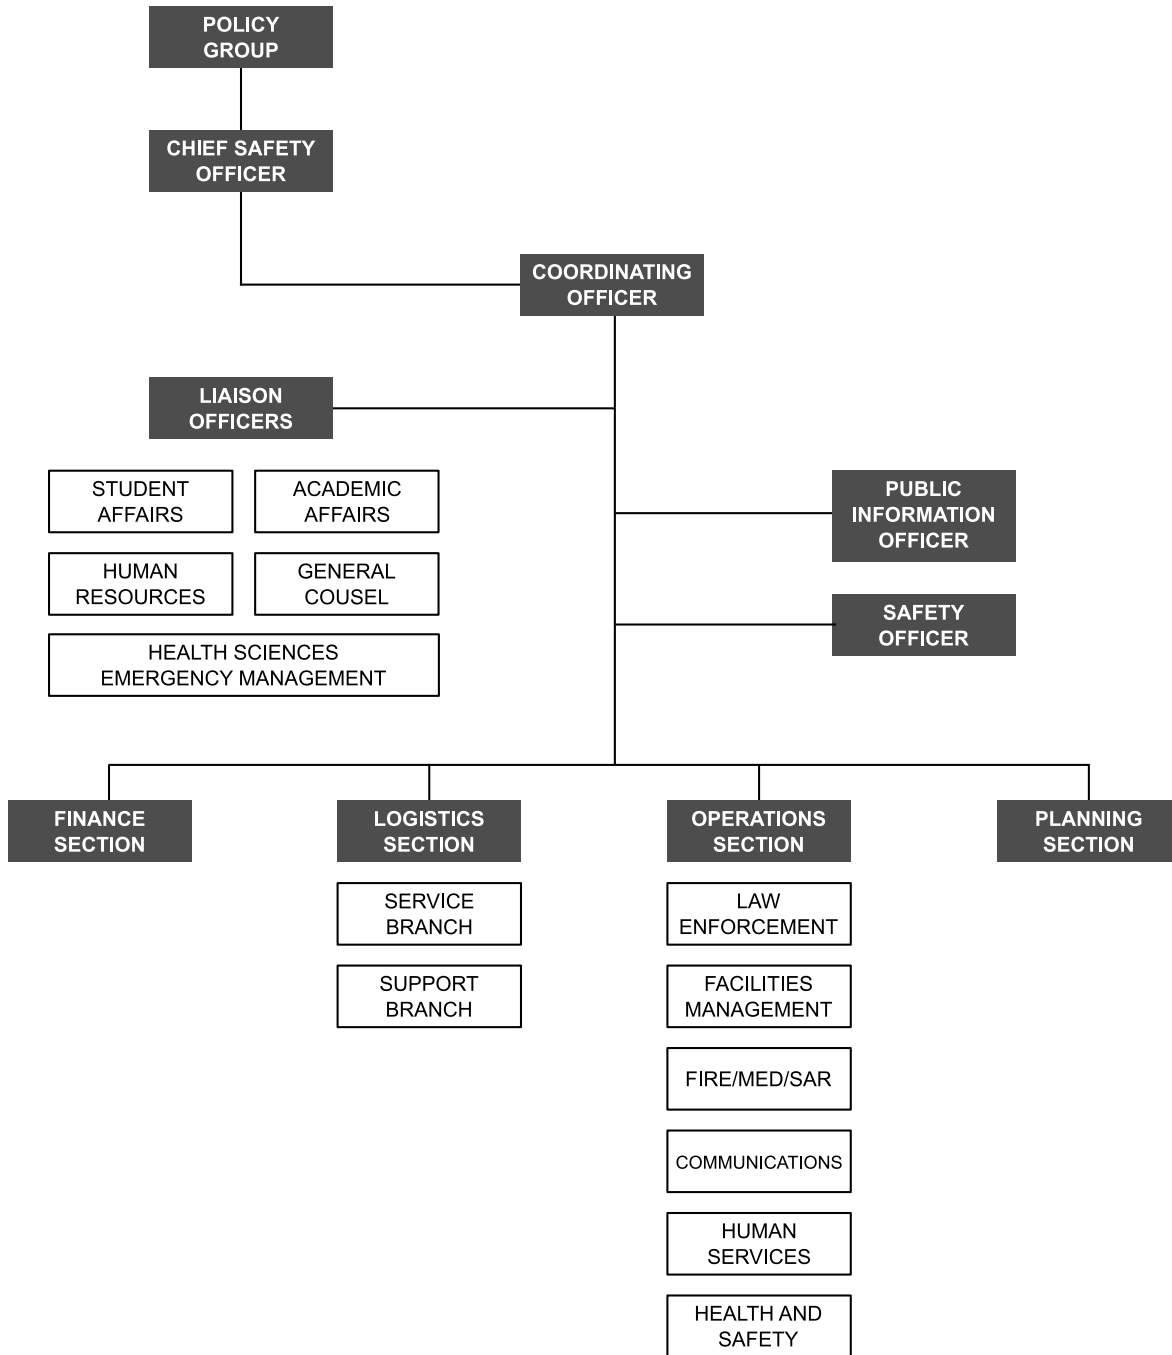 POLICY
GROUP
CHIEF SAFETY
OFFICER
COORDINATING
OFFICER
LIAISON
OFFICERS
STUDENT
AFFAIRS
ACADEMIC
AFFAIRS
HUMAN
RESOURCES
GENERAL
COUSEL
HEALTH SCIENCES
EMERGENCY MANAGEMENT
PUBLIC
INFORMATION
OFFICER
SAFETY
OFFICER
FINANCE
SECTION
LOGISTICS
SECTION
SERVICE
BRANCH
SUPPORT
BRANCH
OPERATIONS
SECTION
LAW
ENFORCEMENT
FACILITIES
MANAGEMENT
FIRE/MED/SAR
COMMUNICATIONS
HUMAN
SERVICES
HEALTH AND
SAFETY
PLANNING
SECTION